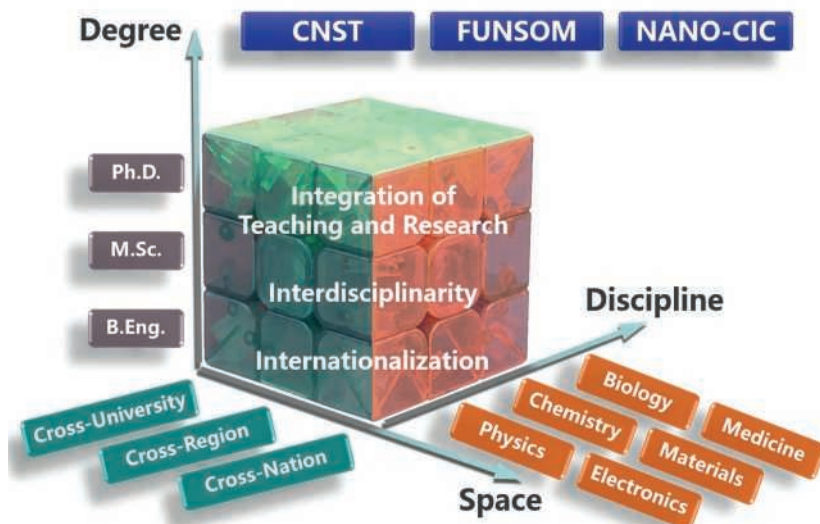 Degree
CNST
FUNSOM
NANO-CIC
Ph.D.
M.Sc.
B.Eng.
Integration of
Teaching and Research
Interdisciplinarity
Internationalization
Discipline
Cross-University
Cross-Region
Cross-Nation
Space
Biology
Chemistry
Physics
Medicine
Materials
Electronics